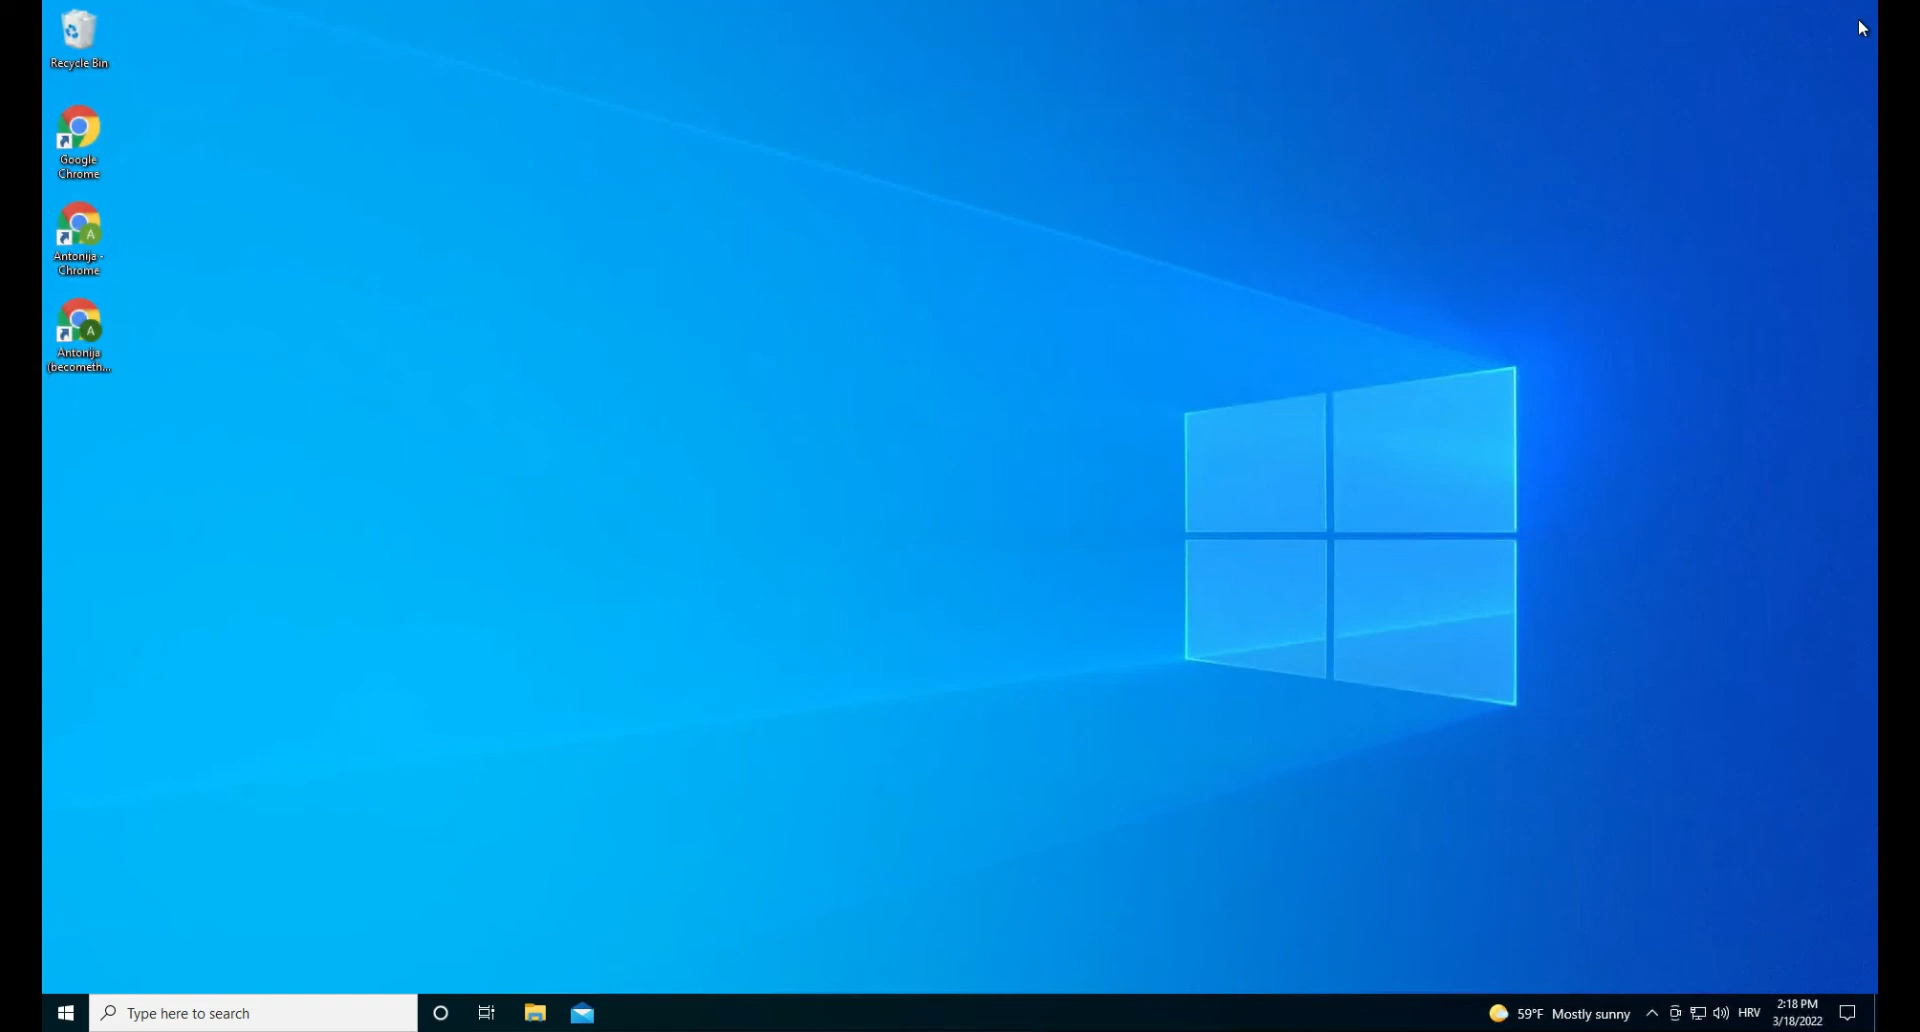 Recycle Bin
Google
Chrome
A
Antonija -
Chrome
A
Antonija
(becometh...
Type here to search
59°F Mostly sunny
HRV
2:18 PM
3/18/2022